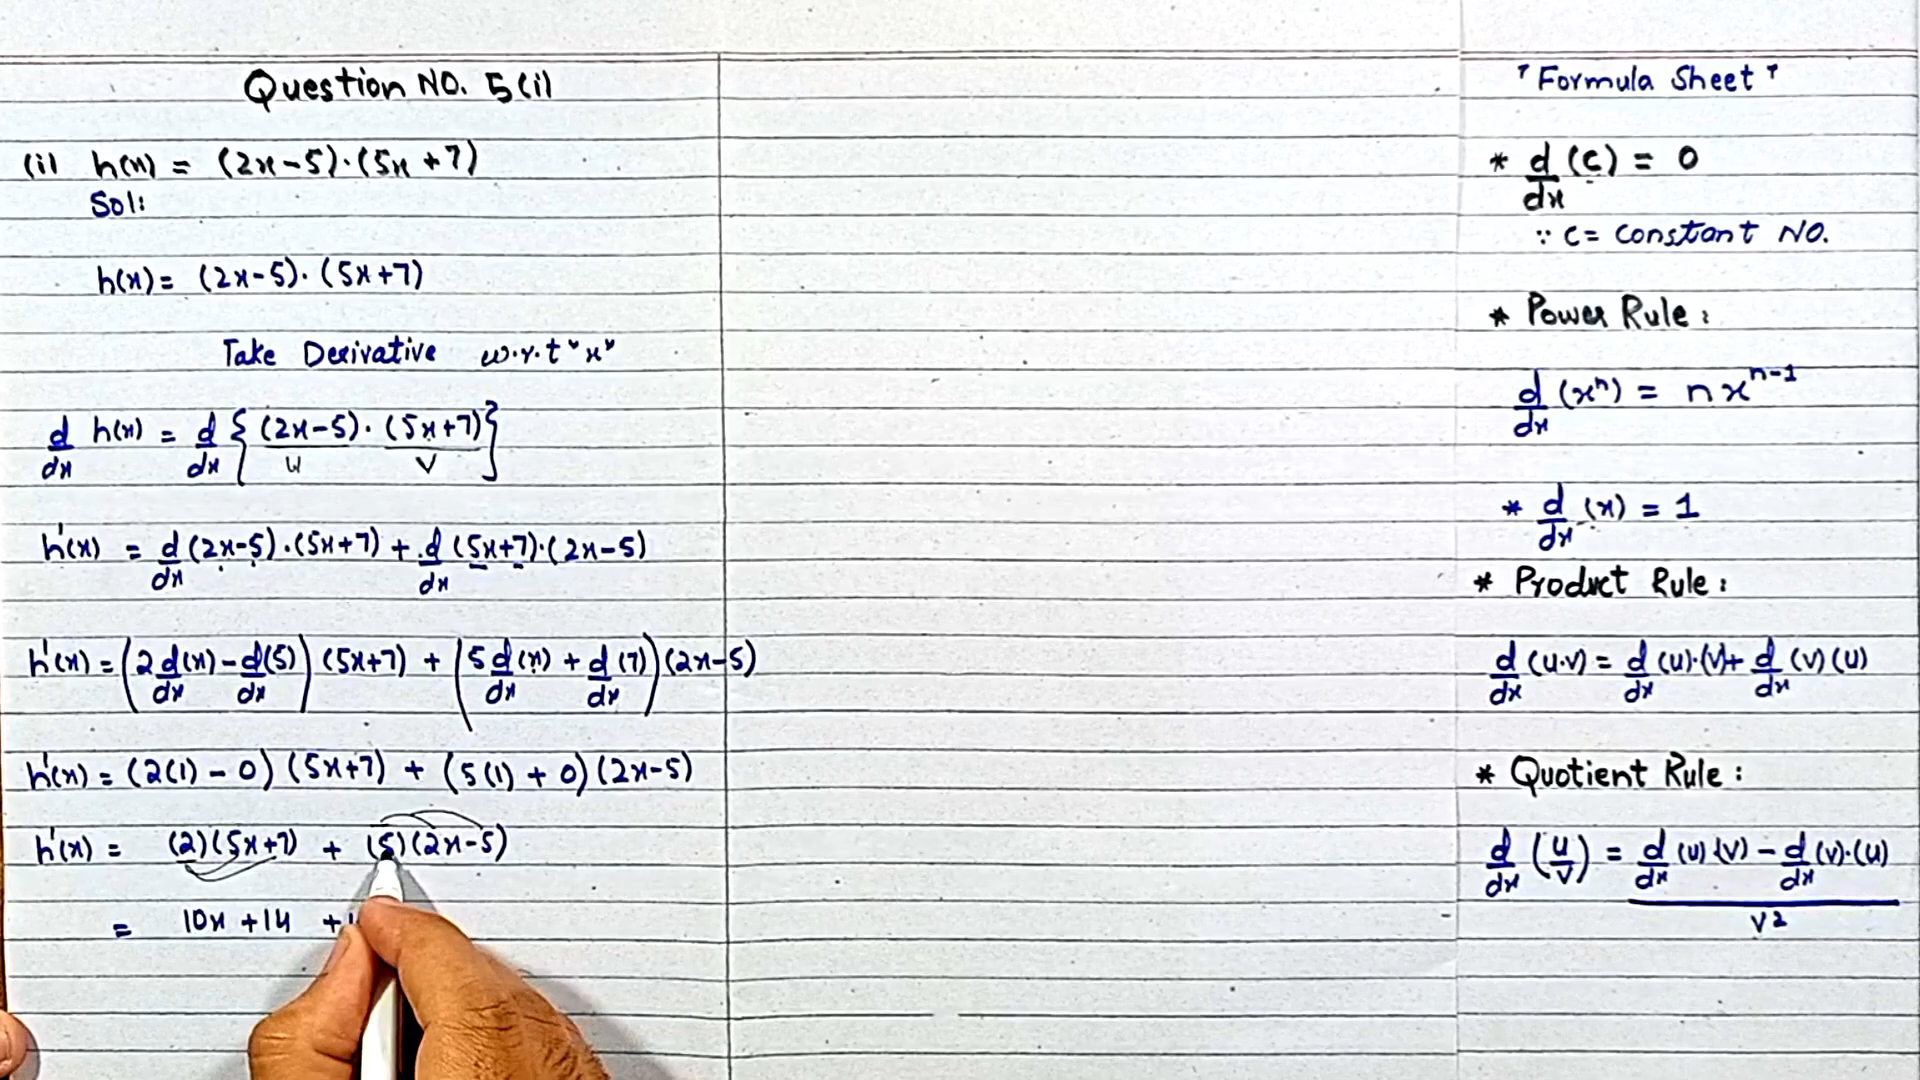 Question NO. 5(i)
(i) h(x) = (2x-5).(5x+7)
Sol:
h(x) = (2x-5).(5x+7)
Take Derivative w.r.t "x"
d/dx h(x) = d/dx {(2x-5).(5x+7)}
u v
h'(x) = d/dx (2x-5).(5x+7) + d/dx (5x+7).(2x-5)
h'(x) = (2 d/dx (x) - d/dx (5)) (5x+7) + (5 d/dx (x) + d/dx (7)) (2x-5)
h'(x) = (2(1) - 0) (5x+7) + (5(1) + 0) (2x-5)
h'(x) = (2)(5x+7) + (5)(2x-5)
= 10x + 14 +
"Formula Sheet"
* d/dx (c) = 0
∵ c = constant NO.
* Power Rule:
d/dx (xⁿ) = n xⁿ⁻¹
* d/dx (x) = 1
* Product Rule:
d/dx (u.v) = d/dx (u).(v) + d/dx (v) (u)
* Quotient Rule:
d/dx (u/v) = d/dx (u).(v) - d/dx (v).(u) / v2